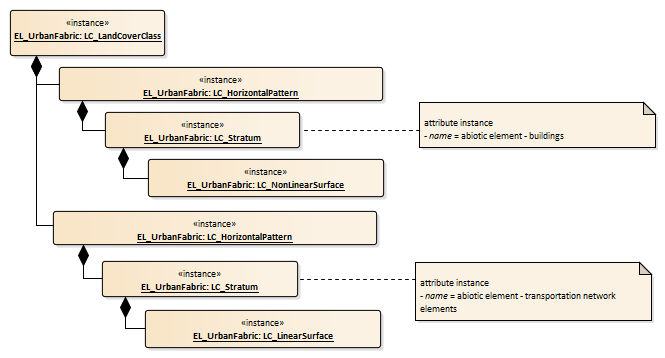 «instance»
EL_UrbanFabric: LC_LandCoverClass
«instance»
EL_UrbanFabric: LC_HorizontalPattern
«instance»
EL_UrbanFabric: LC_Stratum
attribute instance
- name = abiotic element - buildings
«instance»
EL_UrbanFabric: LC_NonLinearSurface
«instance»
EL_UrbanFabric: LC_HorizontalPattern
«instance»
EL_UrbanFabric: LC_Stratum
attribute instance
- name = abiotic element - transportation network
elements
«instance»
EL_UrbanFabric: LC_LinearSurface